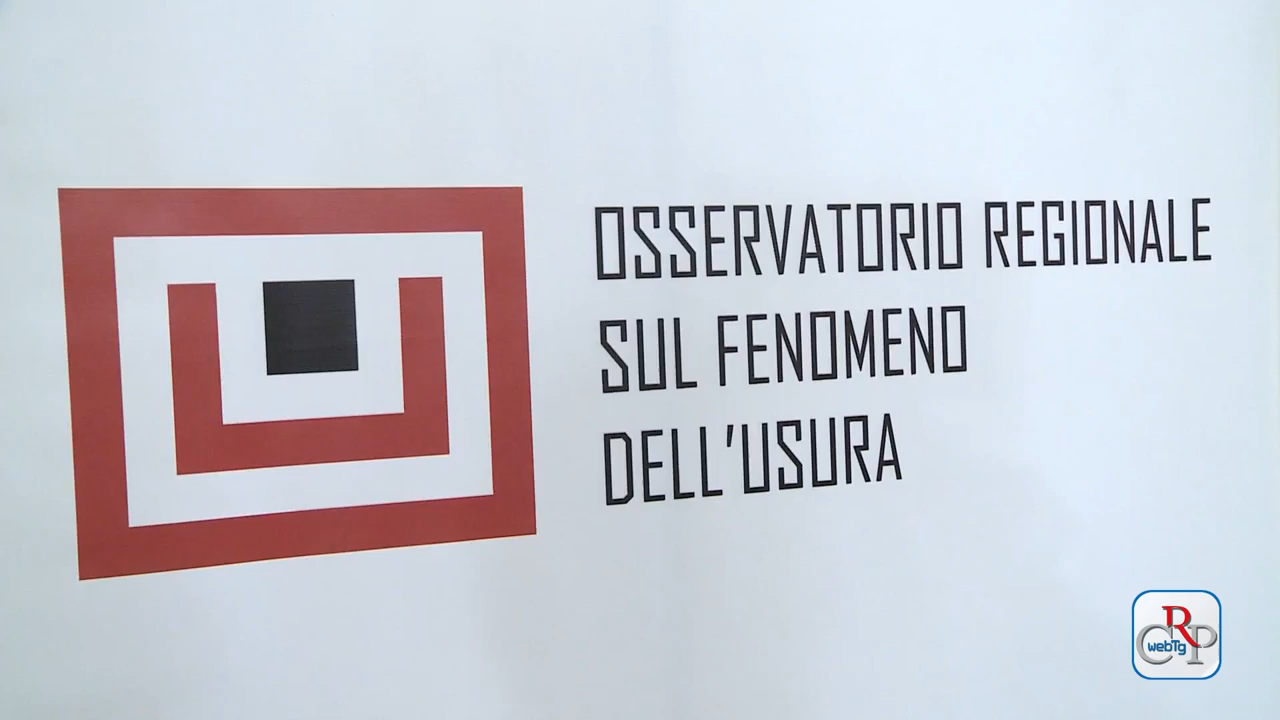 OSSERVATORIO REGIONALE
SUL FENOMENO
DELL'USURA
CRP
webTg